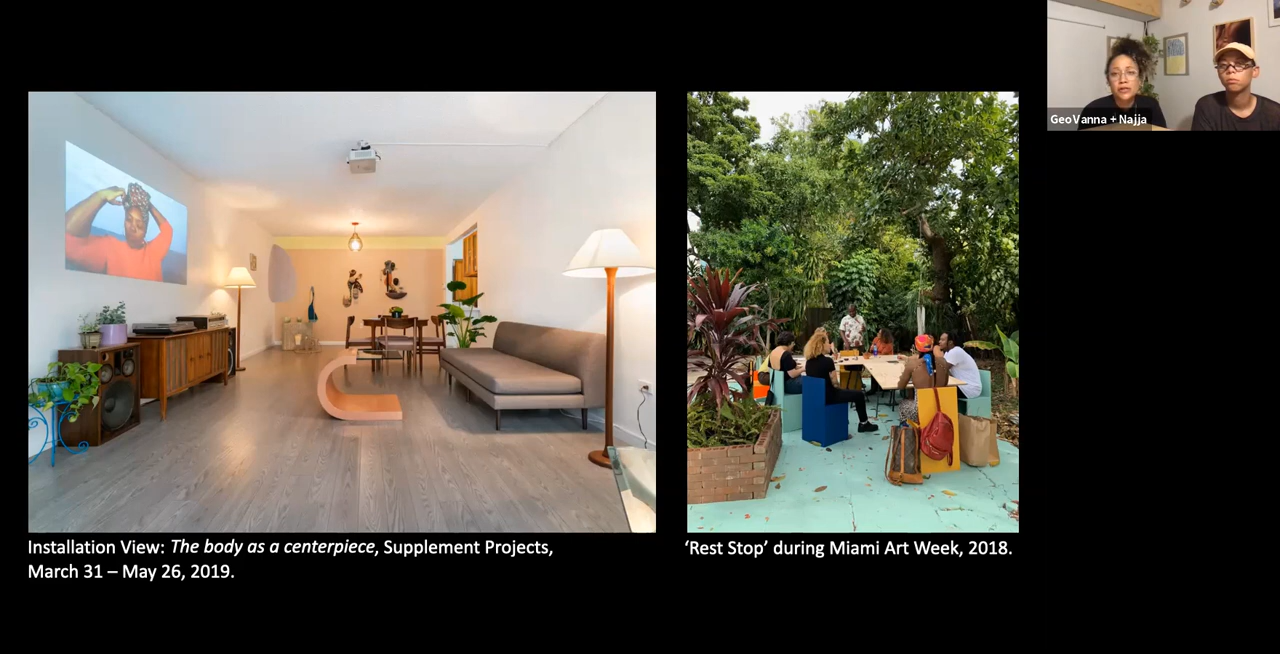 GeoVanna + Najja
Installation View: The body as a centerpiece, Supplement Projects,
March 31 – May 26, 2019.
‘Rest Stop’ during Miami Art Week, 2018.